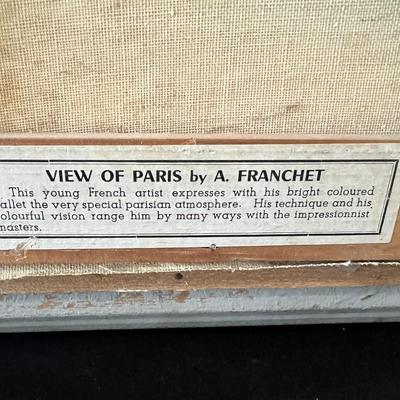 VIEW OF PARIS by A. FRANCHET
This young French artist expresses with his bright coloured
allet the very special parisian atmosphere. His technique and his
olourful vision range him by many ways with the impressionnist
masters.